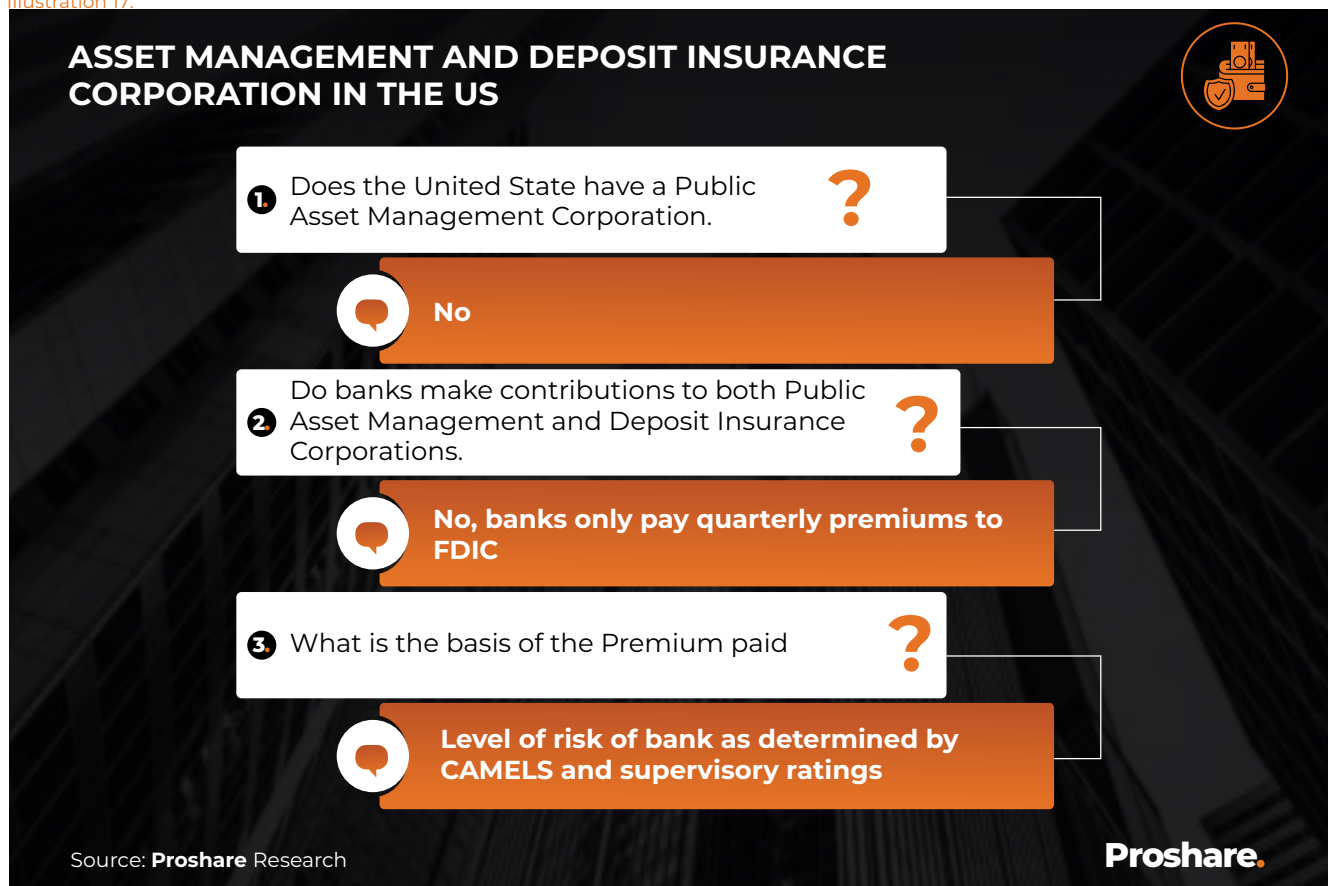 Illustration 17:
ASSET MANAGEMENT AND DEPOSIT INSURANCE
CORPORATION IN THE US
1. Does the United State have a Public
Asset Management Corporation. ?
No
Do banks make contributions to both Public
2. Asset Management and Deposit Insurance ?
Corporations.
No, banks only pay quarterly premiums to
FDIC
3. What is the basis of the Premium paid ?
Level of risk of bank as determined by
CAMELS and supervisory ratings
Source: Proshare Research
Proshare.